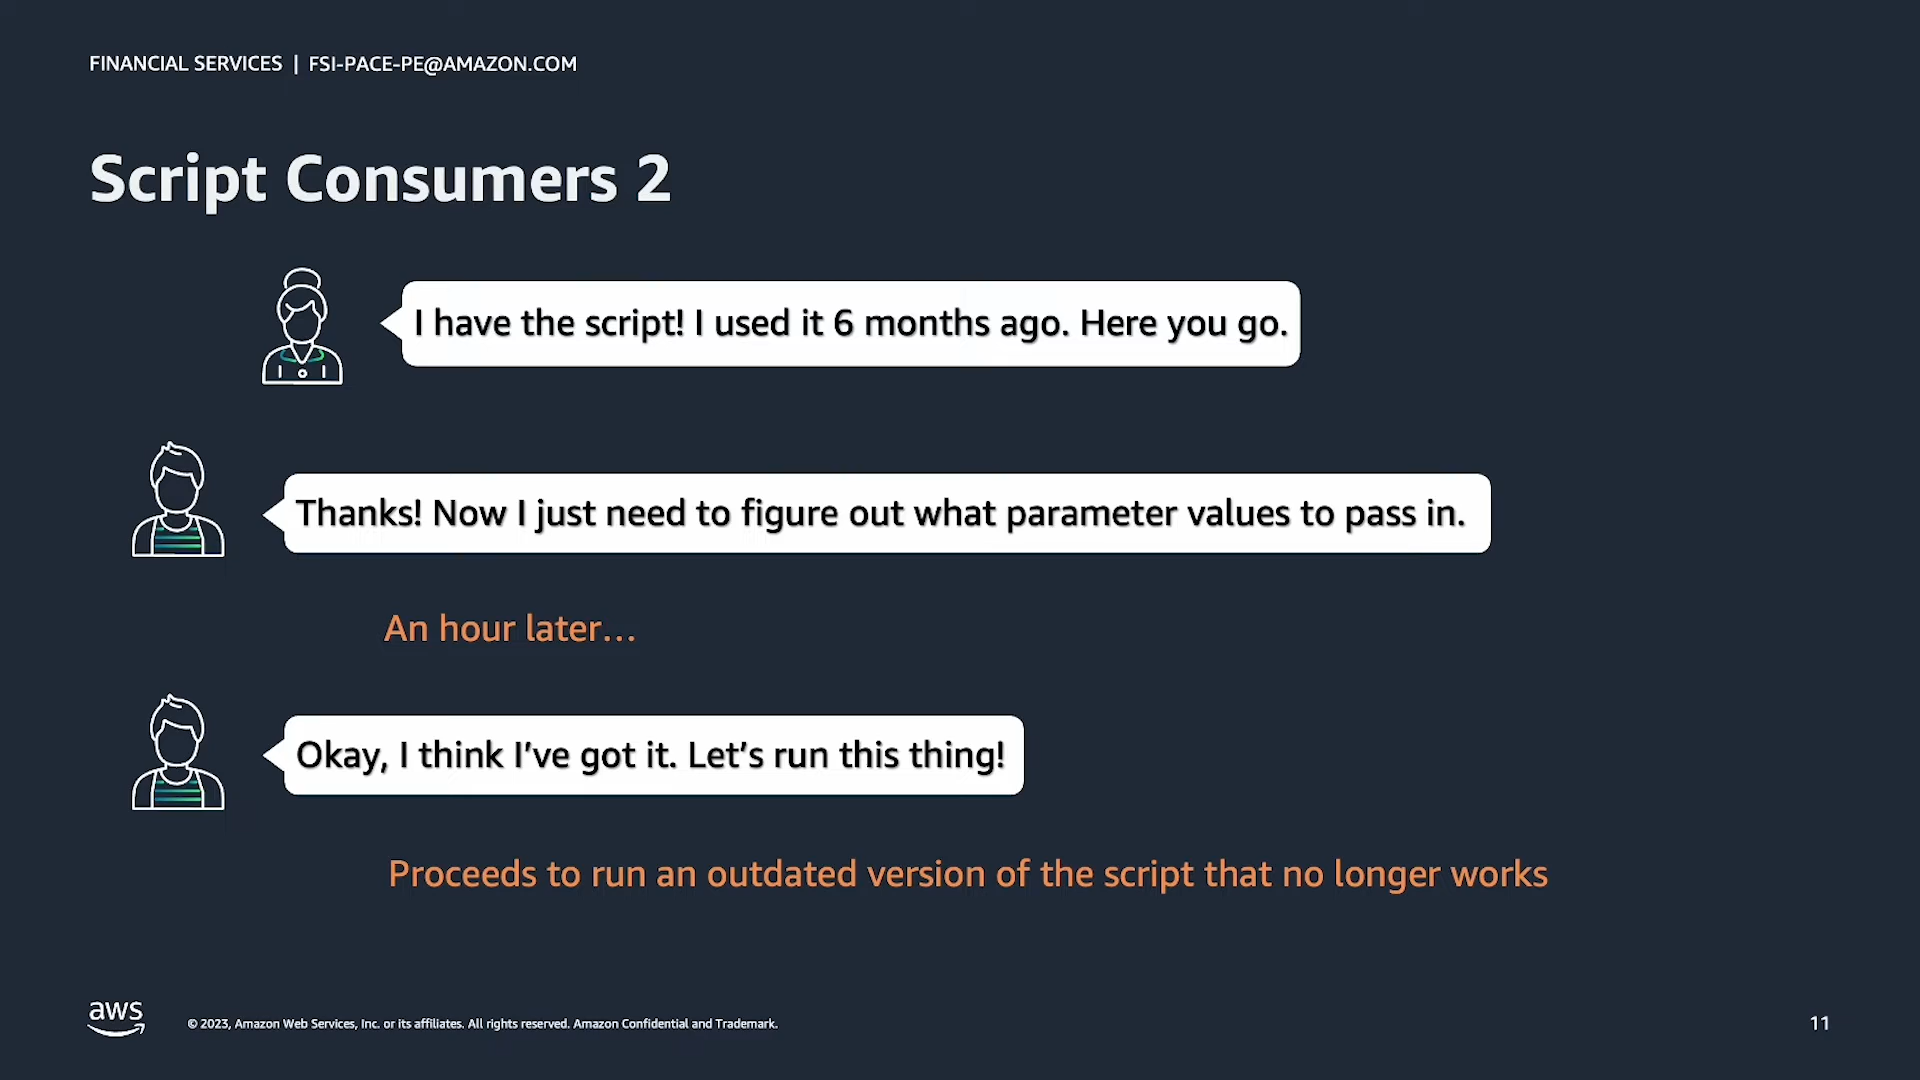 FINANCIAL SERVICES | FSI-PACE-PE@AMAZON.COM
Script Consumers 2
I have the script! I used it 6 months ago. Here you go.
Thanks! Now I just need to figure out what parameter values to pass in.
An hour later…
Okay, I think I’ve got it. Let’s run this thing!
Proceeds to run an outdated version of the script that no longer works
aws
© 2023, Amazon Web Services, Inc. or its affiliates. All rights reserved. Amazon Confidential and Trademark.
11